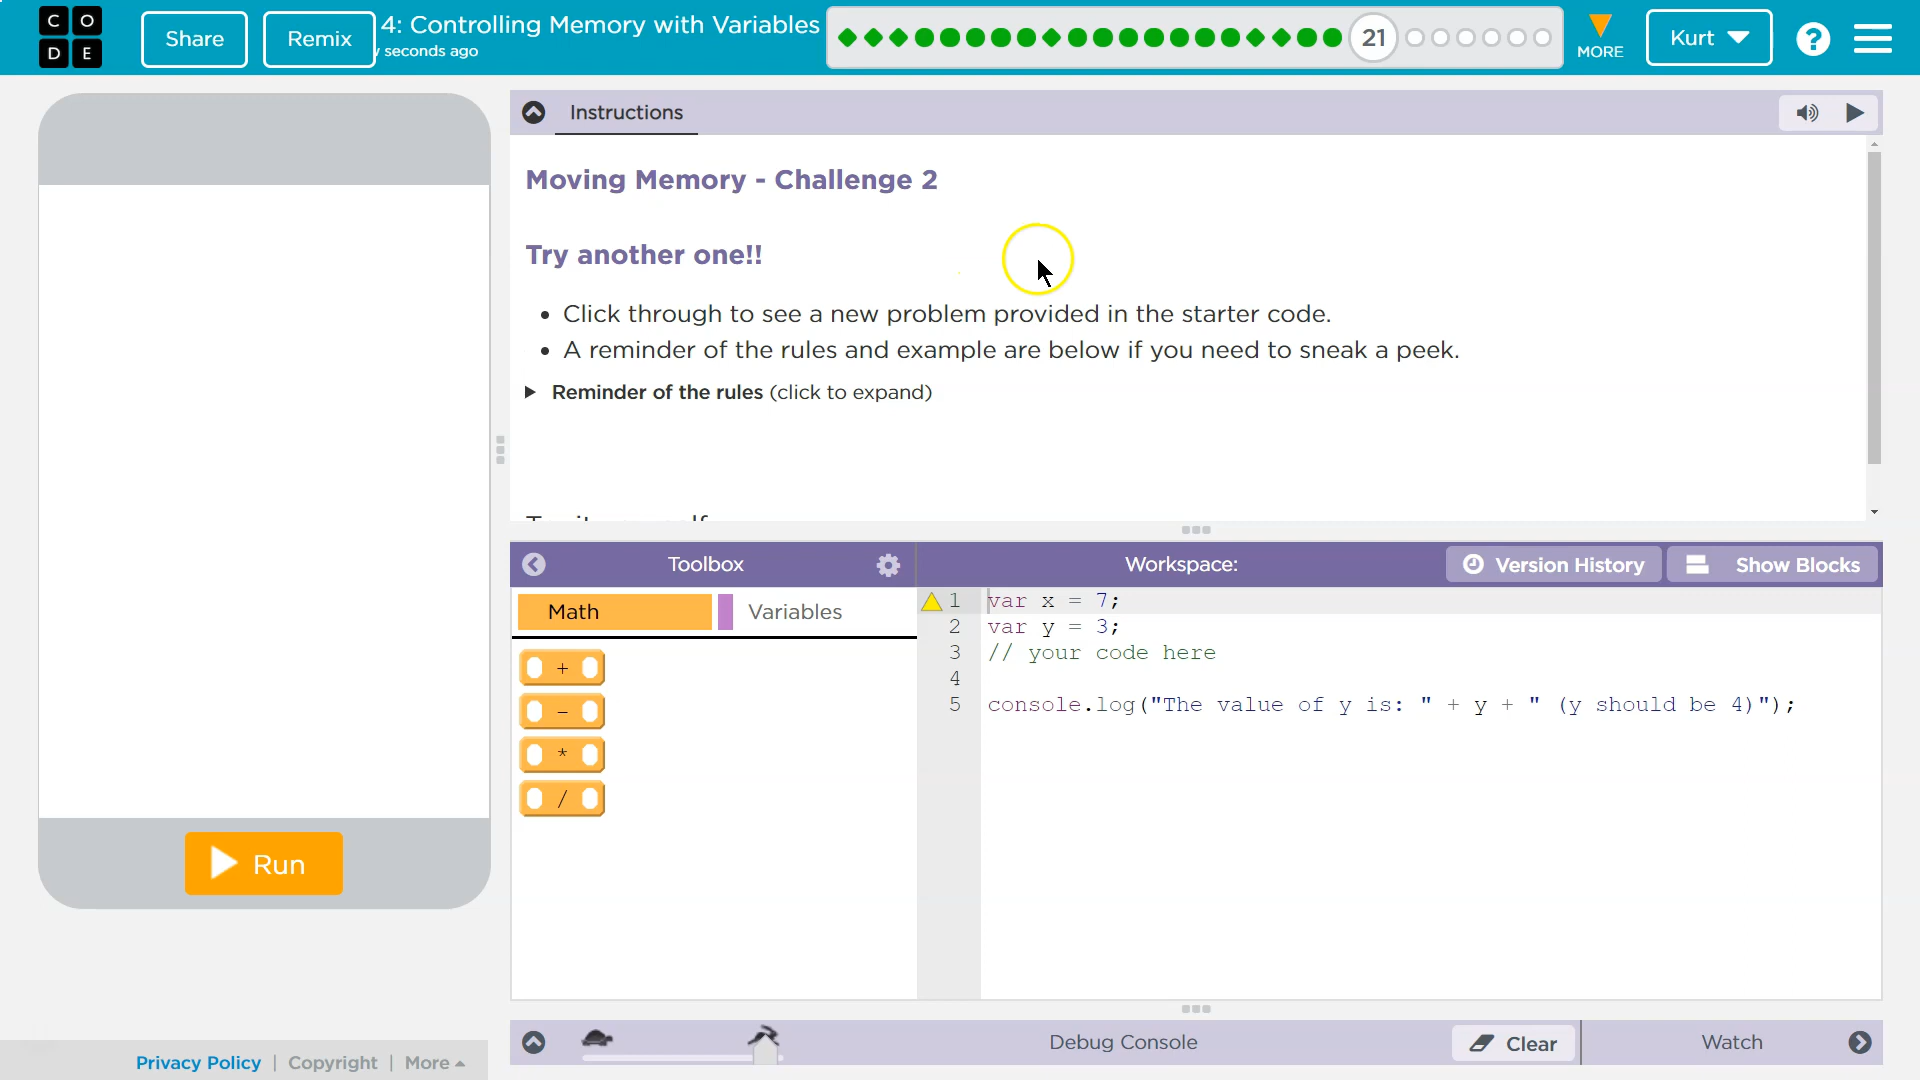 C O
D E
Share
Remix
4: Controlling Memory with Variables
seconds ago
21
MORE
Kurt
?
Instructions
Moving Memory - Challenge 2
Try another one!!
• Click through to see a new problem provided in the starter code.
• A reminder of the rules and example are below if you need to sneak a peek.
Reminder of the rules (click to expand)
Toolbox
Workspace:
Version History
Show Blocks
Math
Variables
+
-
*
/
1 var x = 7;
2 var y = 3;
3 // your code here
4
5 console.log("The value of y is: " + y + " (y should be 4)");
Run
Debug Console
Clear
Watch
Privacy Policy | Copyright | More